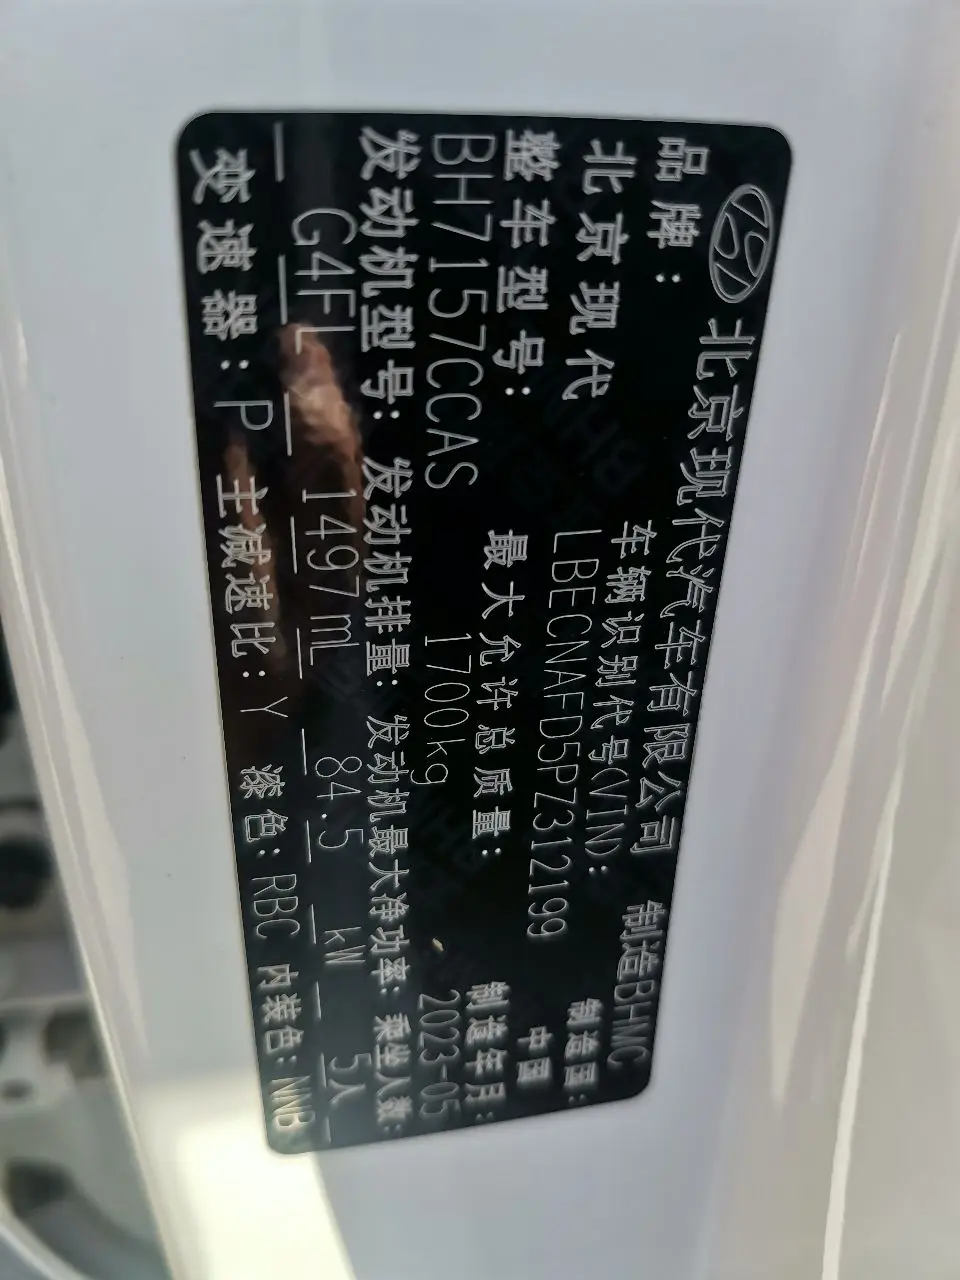 北京现代汽车有限公司 制造BHMC
品牌： 车辆识别代号(VIN)： 制造国：
北京现代 LBECNAFD5PZ312199 中国
整车型号： 最大允许总质量： 制造年月：
BH7157CCAS 1700kg 2023-05
发动机型号： 发动机排量： 发动机最大净功率： 乘坐人数：
G4FL 1497mL 84.5 kW 5人
变速器：P 主减速比：Y 漆色：RBC 内装色：NNB